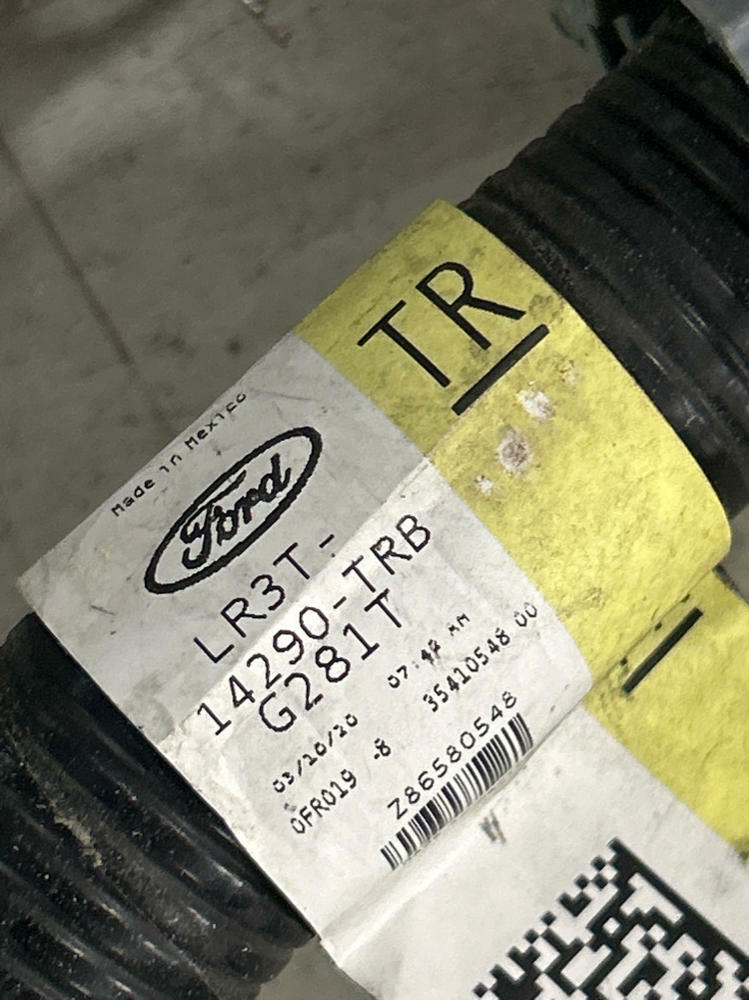 TR
Made in Mexico
Ford
LR3T-
14290-TRB
G281T
03/10/20 07:42 AM
0FR019 -8 35410548 00
Z86580548